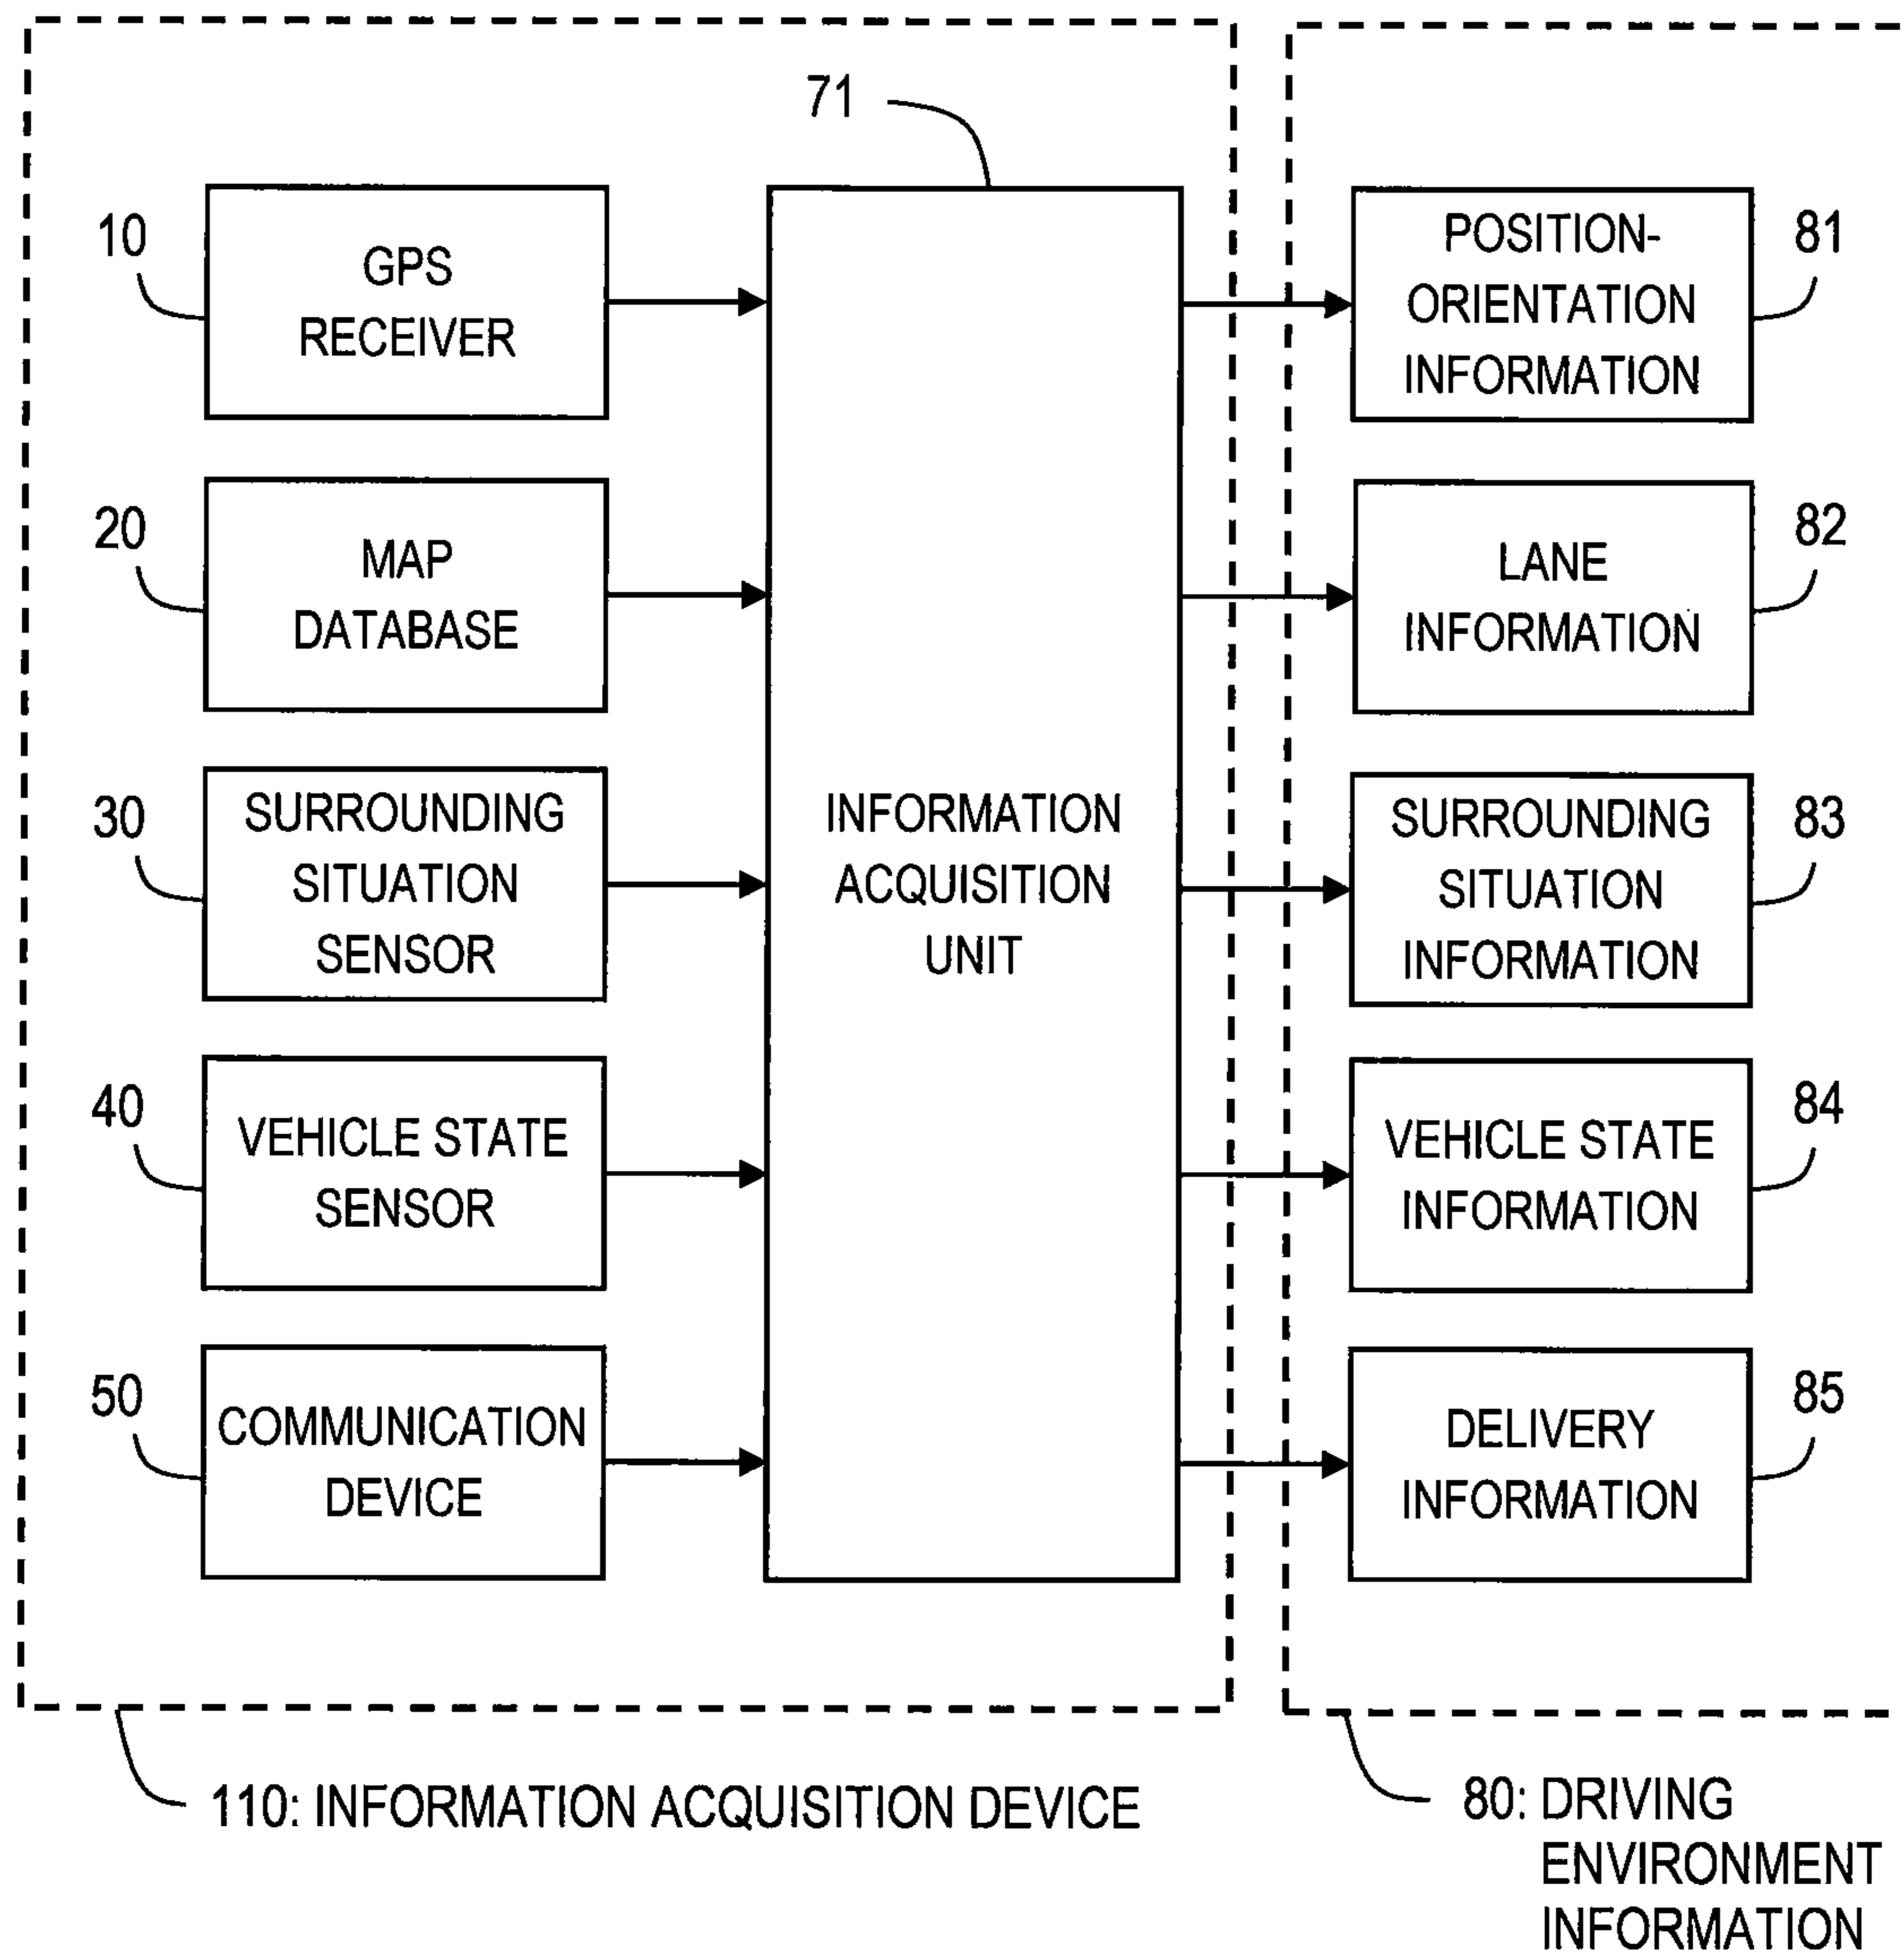 71
10
GPS
RECEIVER
20
MAP
DATABASE
30
SURROUNDING
SITUATION
SENSOR
40
VEHICLE STATE
SENSOR
50
COMMUNICATION
DEVICE
INFORMATION
ACQUISITION
UNIT
POSITION-
ORIENTATION
INFORMATION
81
LANE
INFORMATION
82
SURROUNDING
SITUATION
INFORMATION
83
VEHICLE STATE
INFORMATION
84
DELIVERY
INFORMATION
85
110: INFORMATION ACQUISITION DEVICE
80: DRIVING
ENVIRONMENT
INFORMATION